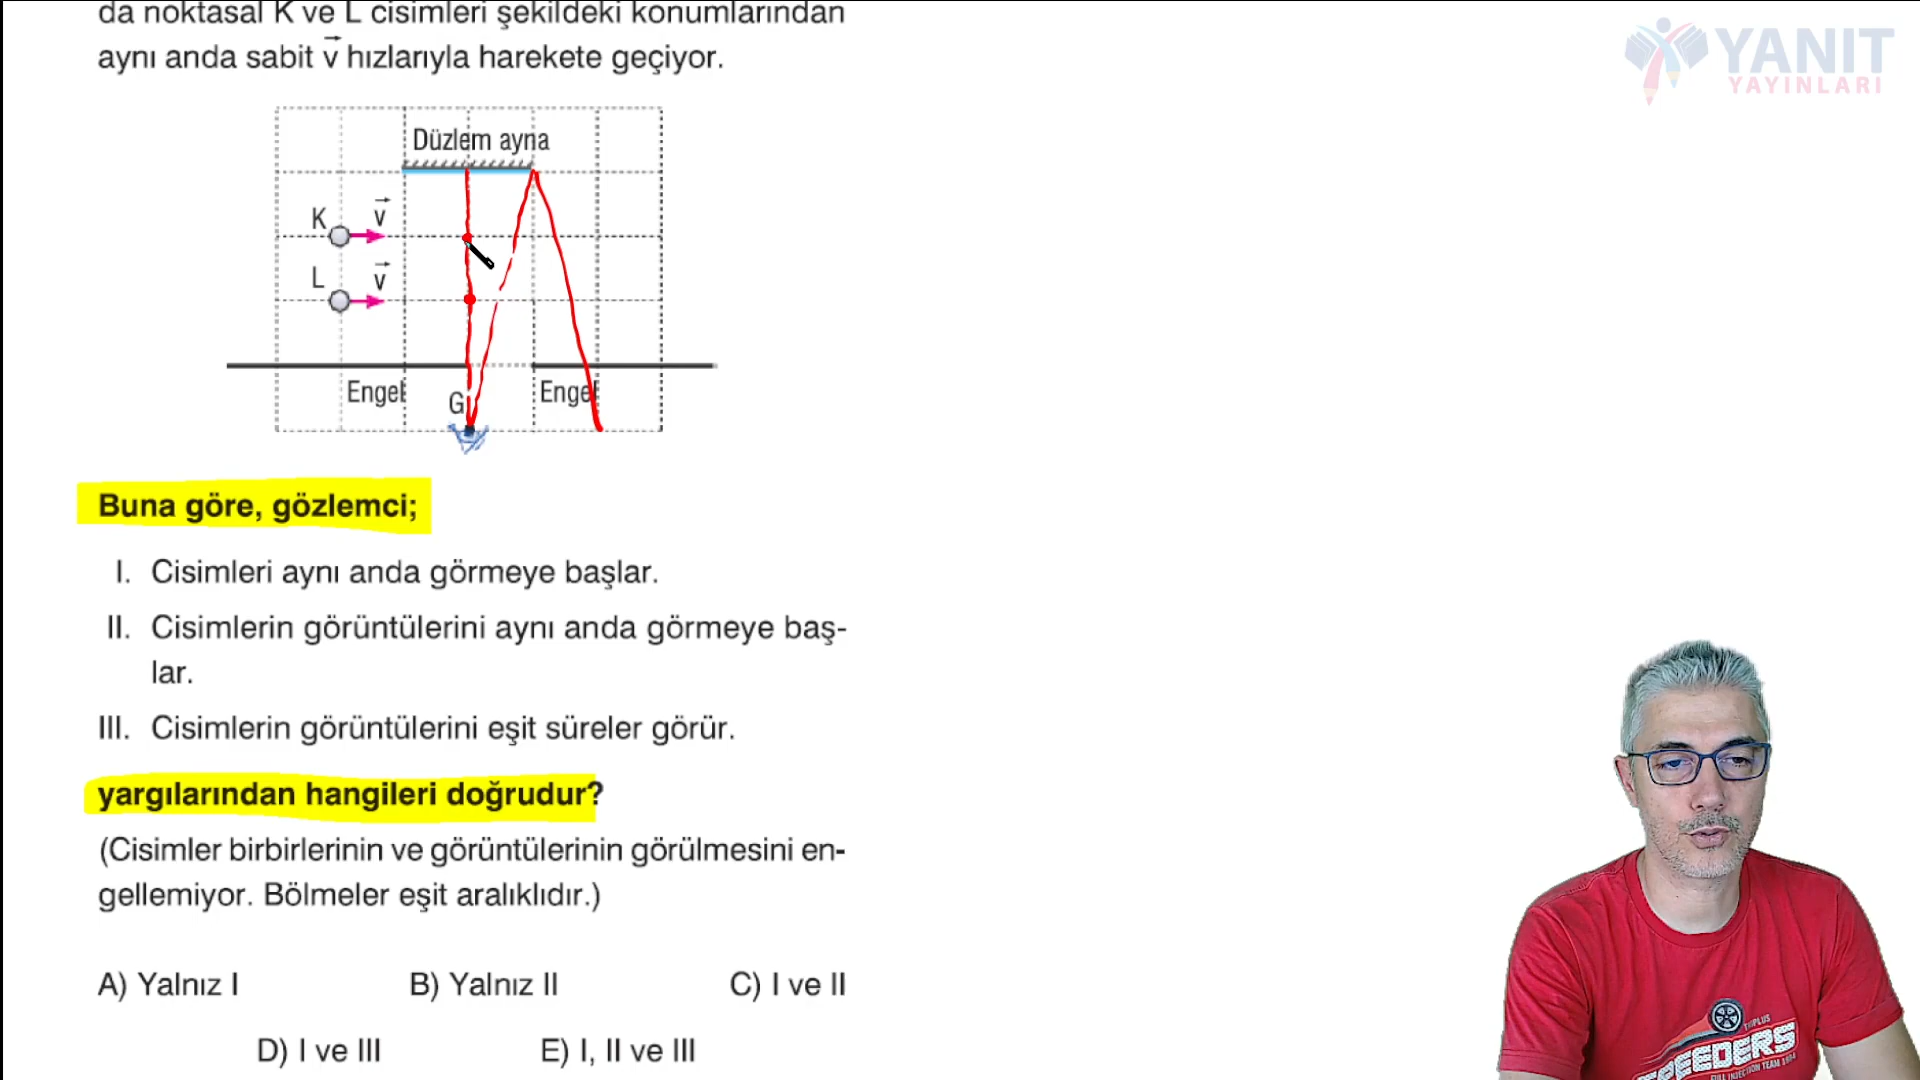 da noktasal K ve L cisimleri şekildeki konumlarından
aynı anda sabit v hızlarıyla harekete geçiyor.
YANIT
YAYINLARI
Düzlem ayna
K v
L v
Engel
G
Engel
Buna göre, gözlemci;
I. Cisimleri aynı anda görmeye başlar.
II. Cisimlerin görüntülerini aynı anda görmeye baş-
lar.
III. Cisimlerin görüntülerini eşit süreler görür.
yargılarından hangileri doğrudur?
(Cisimler birbirlerinin ve görüntülerinin görülmesini en-
gellemiyor. Bölmeler eşit aralıklıdır.)
A) Yalnız I B) Yalnız II C) I ve II
D) I ve III E) I, II ve III
EEDERS